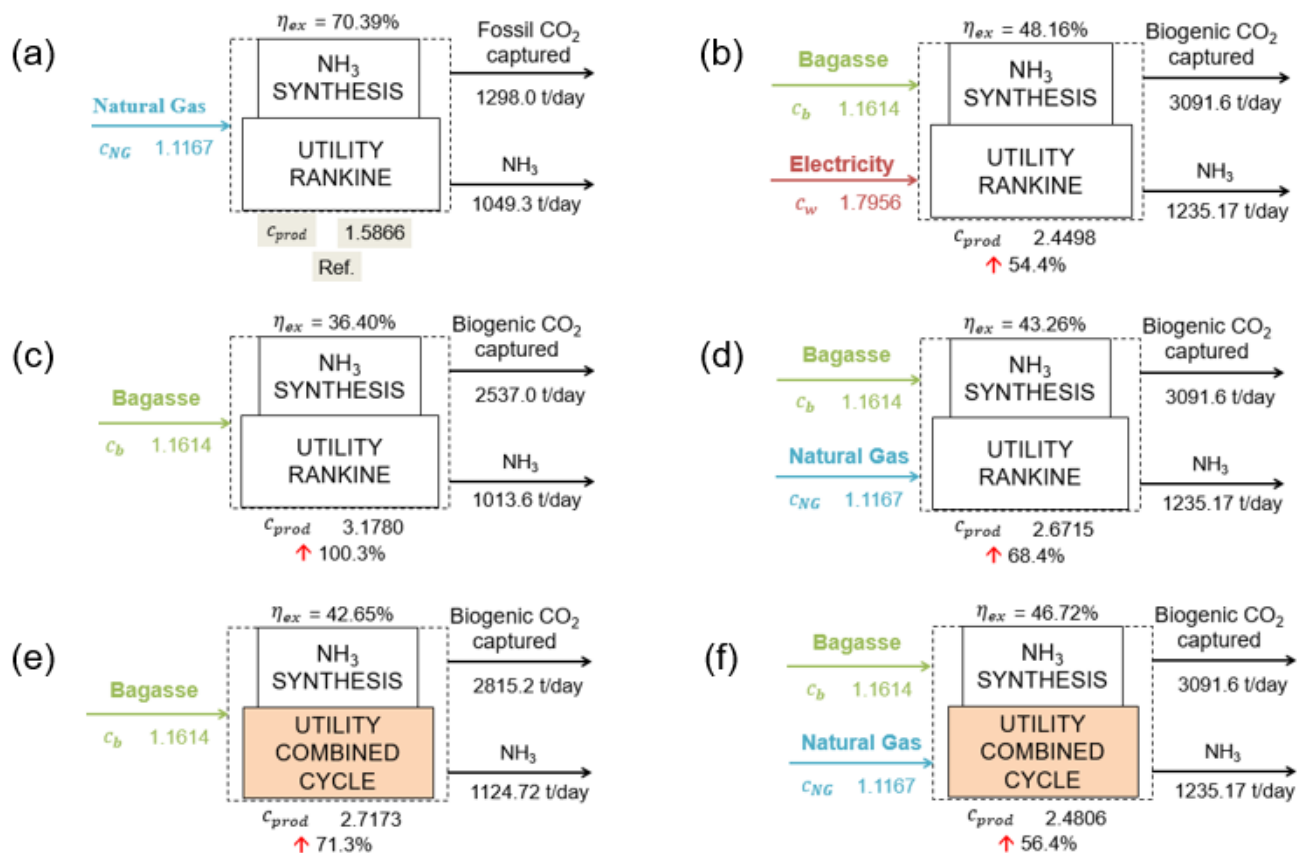 (a)
η_ex = 70.39%
NH₃
SYNTHESIS
UTILITY
RANKINE
Natural Gas
c_NG 1.1167
Fossil CO₂
captured
1298.0 t/day
NH₃
1049.3 t/day
c_prod 1.5866
Ref.
(b)
η_ex = 48.16%
NH₃
SYNTHESIS
UTILITY
RANKINE
Bagasse
c_b 1.1614
Electricity
c_w 1.7956
Biogenic CO₂
captured
3091.6 t/day
NH₃
1235.17 t/day
c_prod 2.4498
↑ 54.4%
(c)
η_ex = 36.40%
NH₃
SYNTHESIS
UTILITY
RANKINE
Bagasse
c_b 1.1614
Biogenic CO₂
captured
2537.0 t/day
NH₃
1013.6 t/day
c_prod 3.1780
↑ 100.3%
(d)
η_ex = 43.26%
NH₃
SYNTHESIS
UTILITY
RANKINE
Bagasse
c_b 1.1614
Natural Gas
c_NG 1.1167
Biogenic CO₂
captured
3091.6 t/day
NH₃
1235.17 t/day
c_prod 2.6715
↑ 68.4%
(e)
η_ex = 42.65%
NH₃
SYNTHESIS
UTILITY
COMBINED
CYCLE
Bagasse
c_b 1.1614
Biogenic CO₂
captured
2815.2 t/day
NH₃
1124.72 t/day
c_prod 2.7173
↑ 71.3%
(f)
η_ex = 46.72%
NH₃
SYNTHESIS
UTILITY
COMBINED
CYCLE
Bagasse
c_b 1.1614
Natural Gas
c_NG 1.1167
Biogenic CO₂
captured
3091.6 t/day
NH₃
1235.17 t/day
c_prod 2.4806
↑ 56.4%